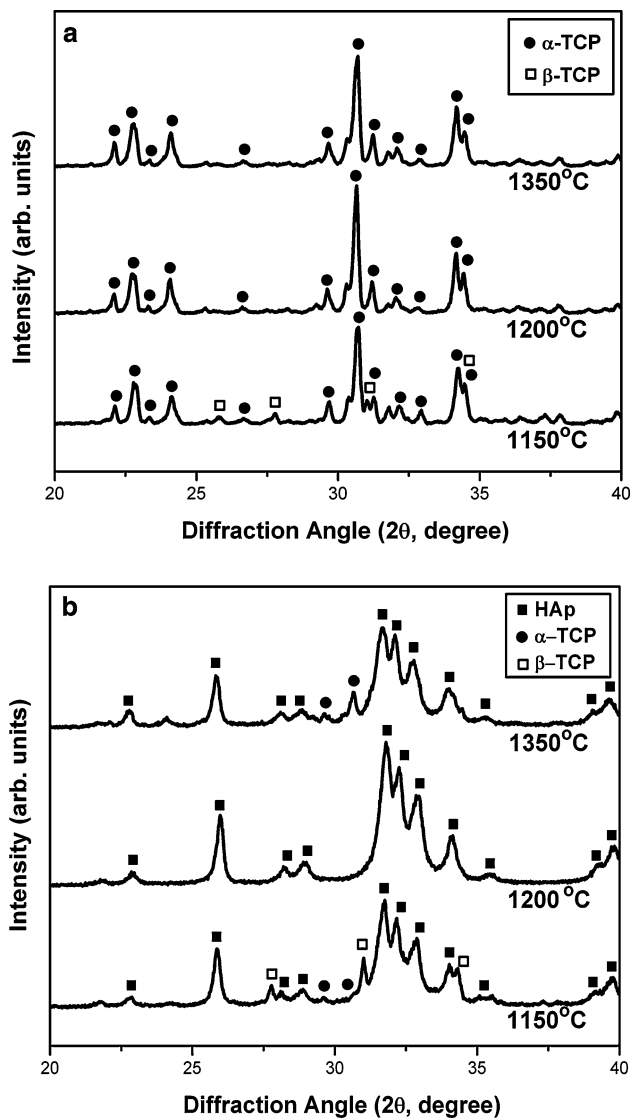 a
● α-TCP
□ β-TCP
1350°C
1200°C
1150°C
Intensity (arb. units)
20 25 30 35 40
Diffraction Angle (2θ, degree)
b
■ HAp
● α–TCP
□ β–TCP
1350°C
1200°C
1150°C
Intensity (arb. units)
20 25 30 35 40
Diffraction Angle (2θ, degree)